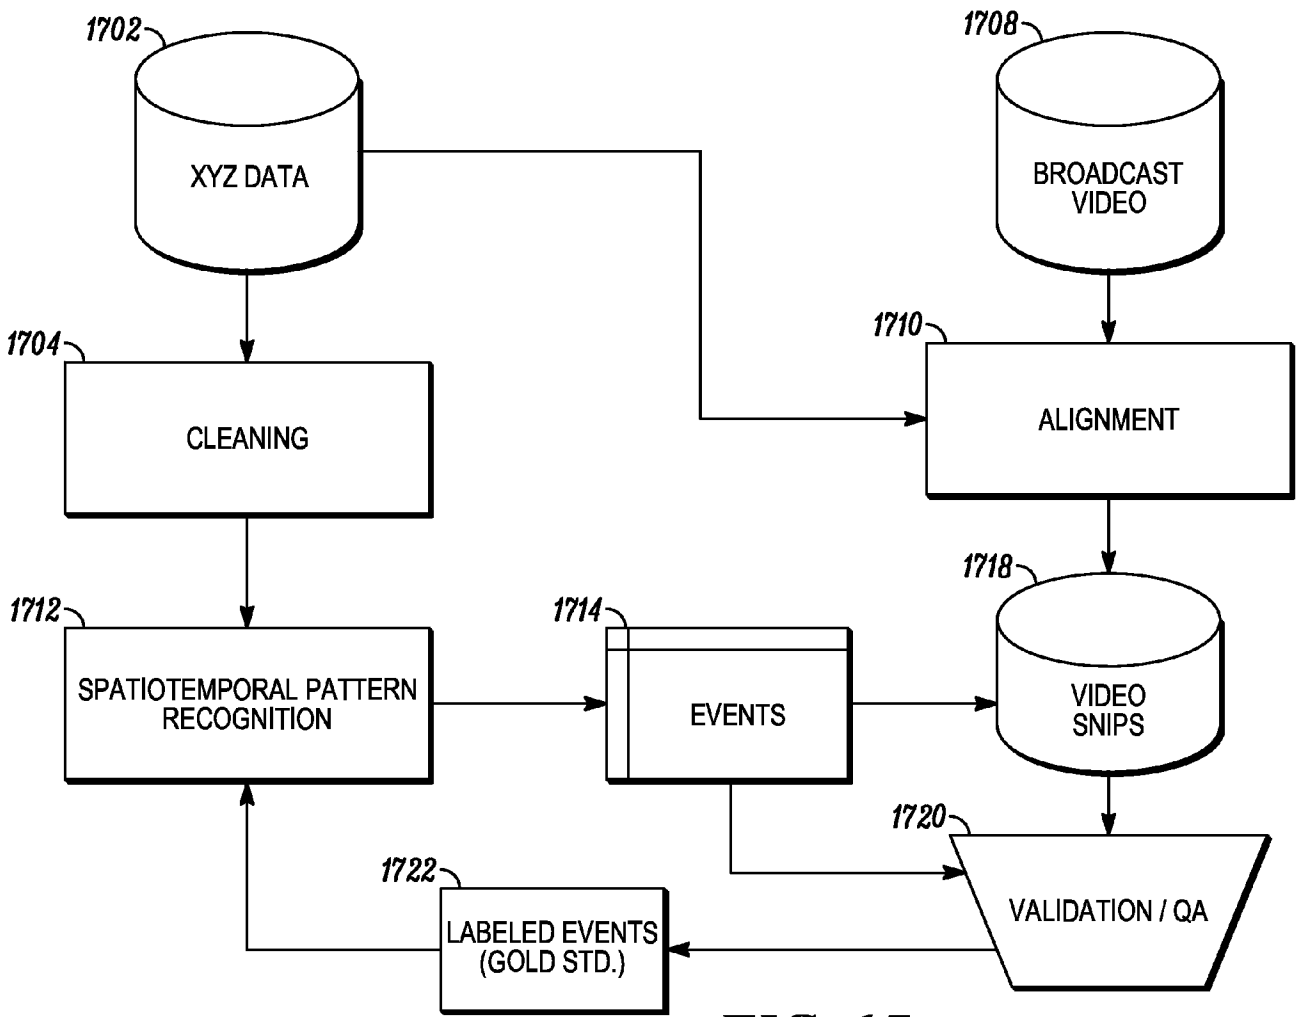 1702
1708
XYZ DATA
BROADCAST
VIDEO
1704
1710
CLEANING
ALIGNMENT
1712
1714
1718
SPATIOTEMPORAL PATTERN
RECOGNITION
EVENTS
VIDEO
SNIPS
1720
1722
LABELED EVENTS
(GOLD STD.)
VALIDATION / QA